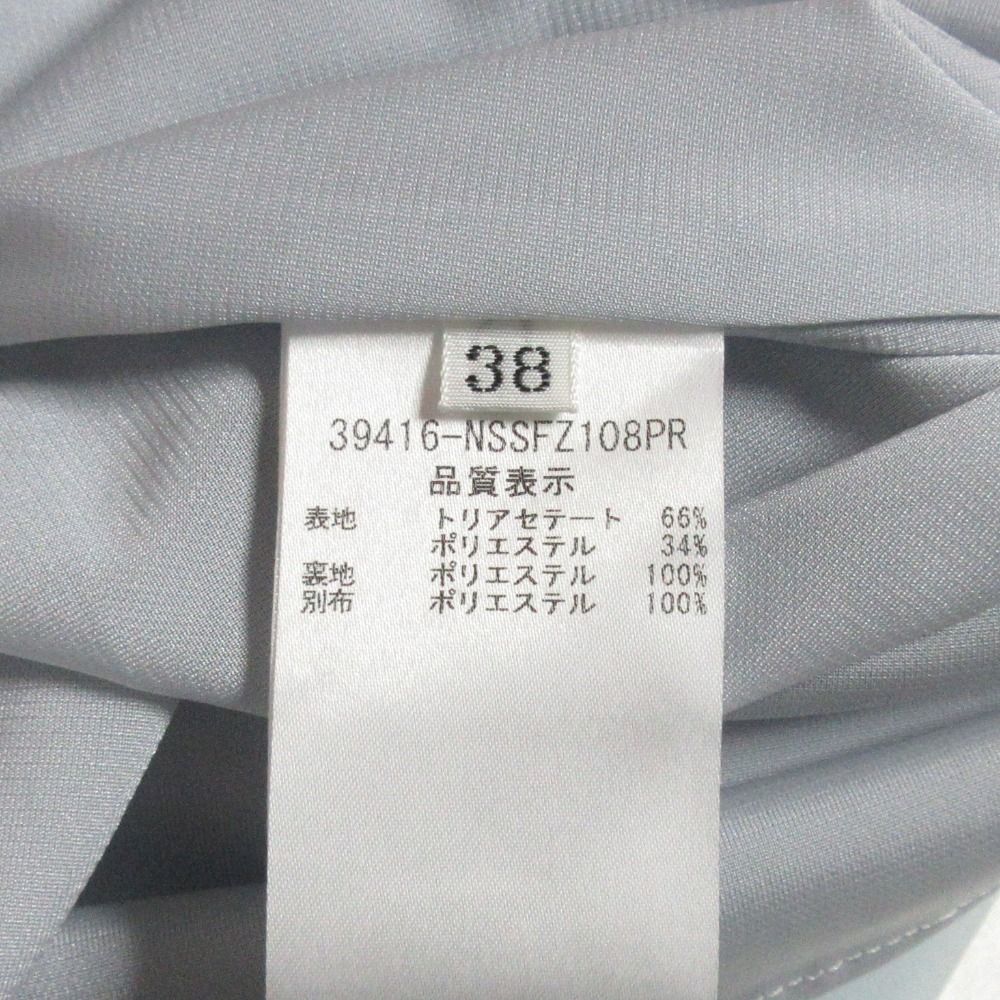 38
39416-NSSFZ108PR
品質表示
表地 トリアセテート 66%
ポリエステル 34%
裏地 ポリエステル 100%
別布 ポリエステル 100%